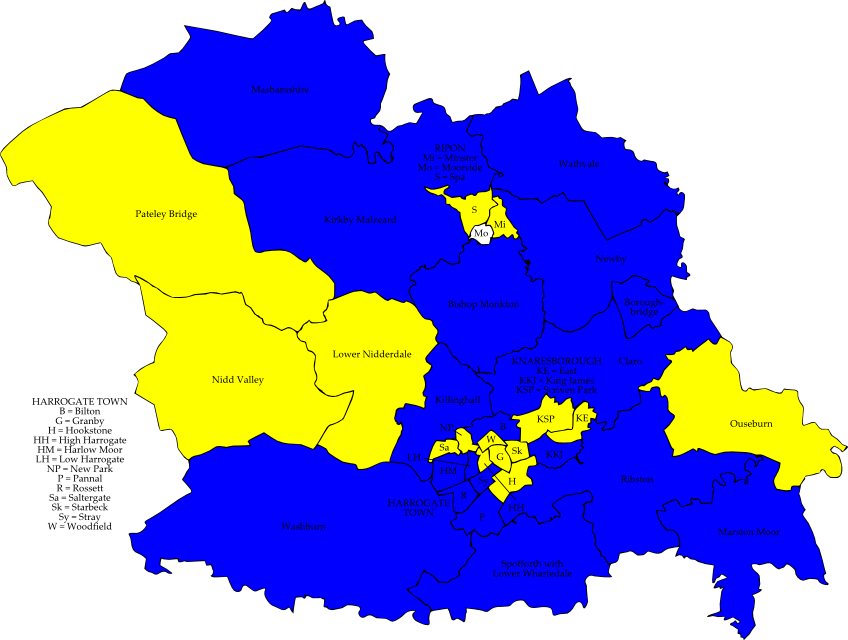 Mashamshire
RIPON
Mi = Minster
Mo = Moorside
S = Spa
Wathvale
Pateley Bridge
Kirkby Malzeard
S
Mi
Mo
Newby
Bishop Monkton
Borough-
bridge
Lower Nidderdale
KNARESBOROUGH
KE = East
KKJ = King James
KSP = Scriven Park
Claro
Nidd Valley
Killinghall
HARROGATE TOWN
B = Bilton
G = Granby
H = Hookstone
HH = High Harrogate
HM = Harlow Moor
LH = Low Harrogate
NP = New Park
P = Pannal
R = Rossett
Sa = Saltergate
Sk = Starbeck
Sy = Stray
W = Woodfield
KSP
KE
Ouseburn
NP
B
W
Sa
Sk
G
KKJ
LH
HM
Sy
H
Ribston
R
HARROGATE
TOWN
HH
P
Washburn
Marston Moor
Spofforth with
Lower Wharfedale